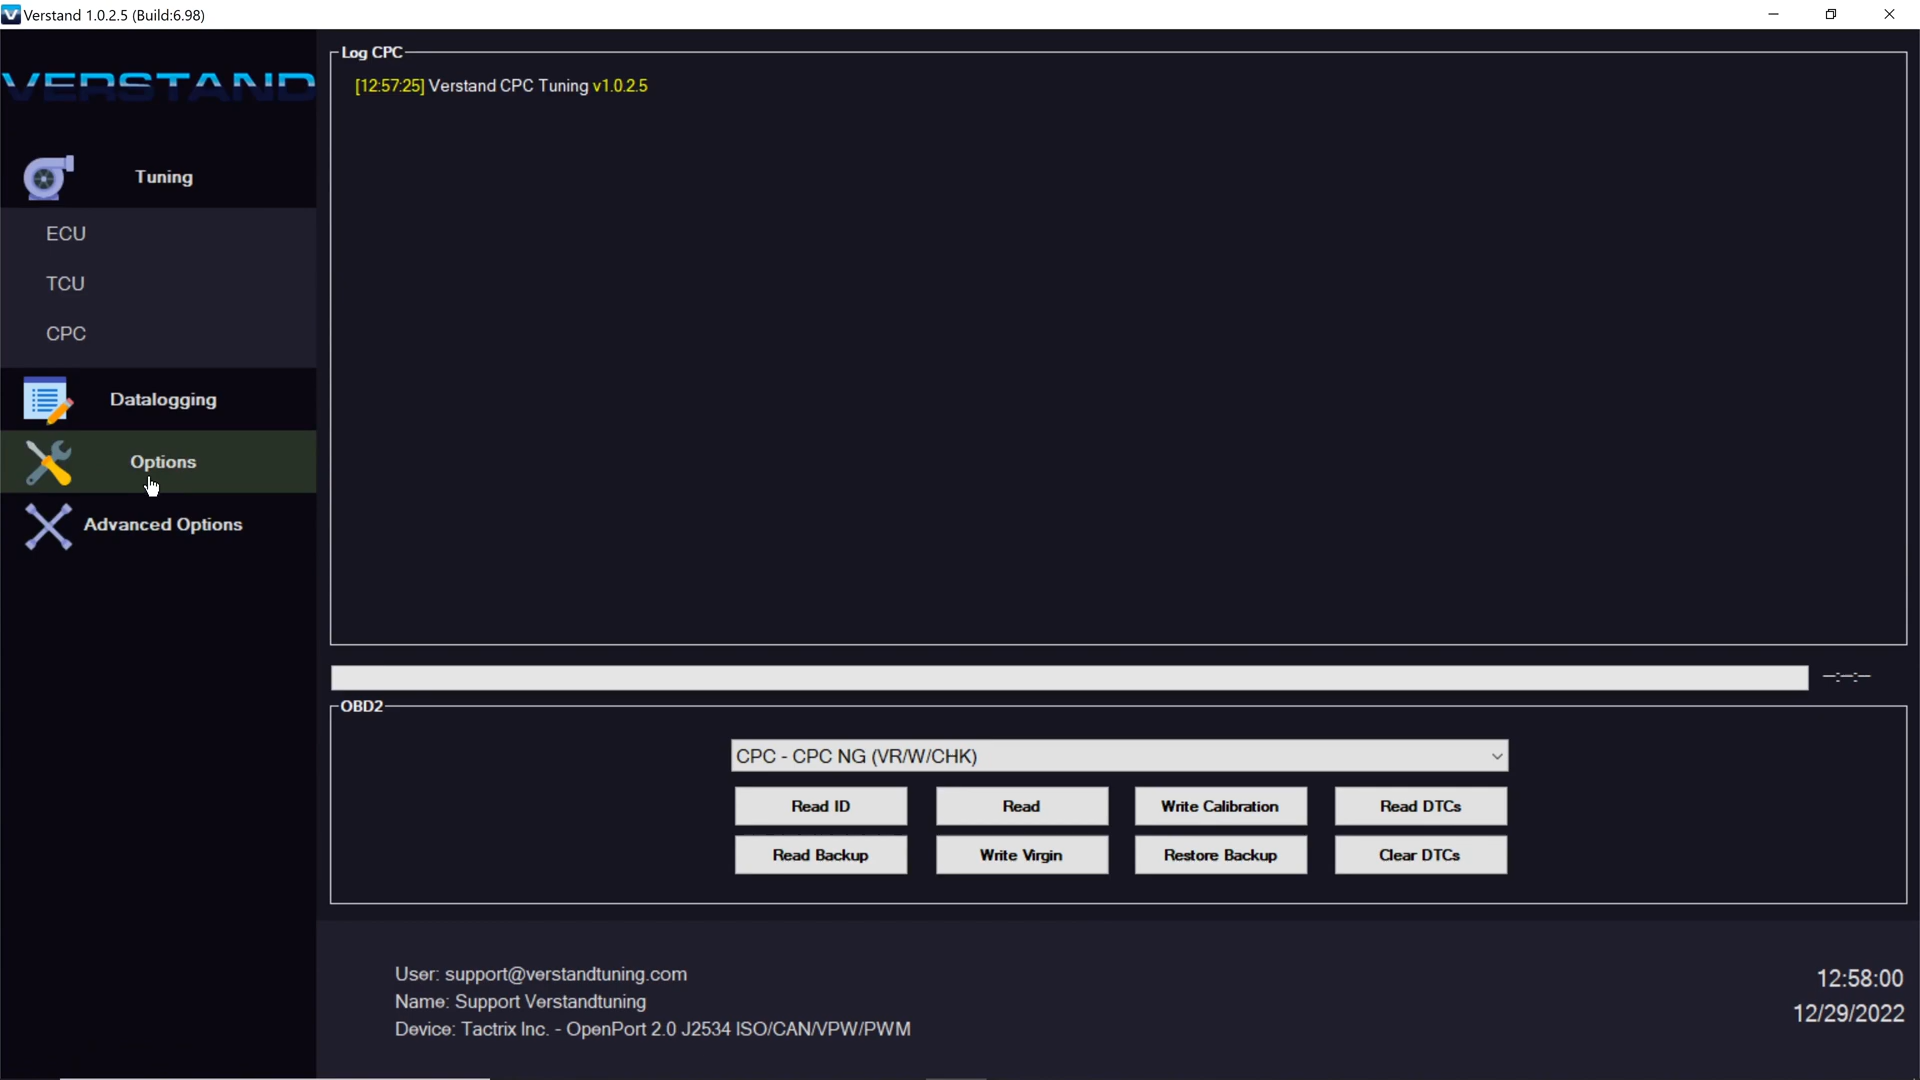 Verstand 1.0.2.5 (Build:6.98)
VERSTAND
Tuning
ECU
TCU
CPC
Datalogging
Options
Advanced Options
Log CPC
[12:57:25] Verstand CPC Tuning v1.0.2.5
--:--:--
OBD2
CPC - CPC NG (VR/W/CHK)
Read ID
Read
Write Calibration
Read DTCs
Read Backup
Write Virgin
Restore Backup
Clear DTCs
User: support@verstandtuning.com
Name: Support Verstandtuning
Device: Tactrix Inc. - OpenPort 2.0 J2534 ISO/CAN/VPW/PWM
12:58:00
12/29/2022